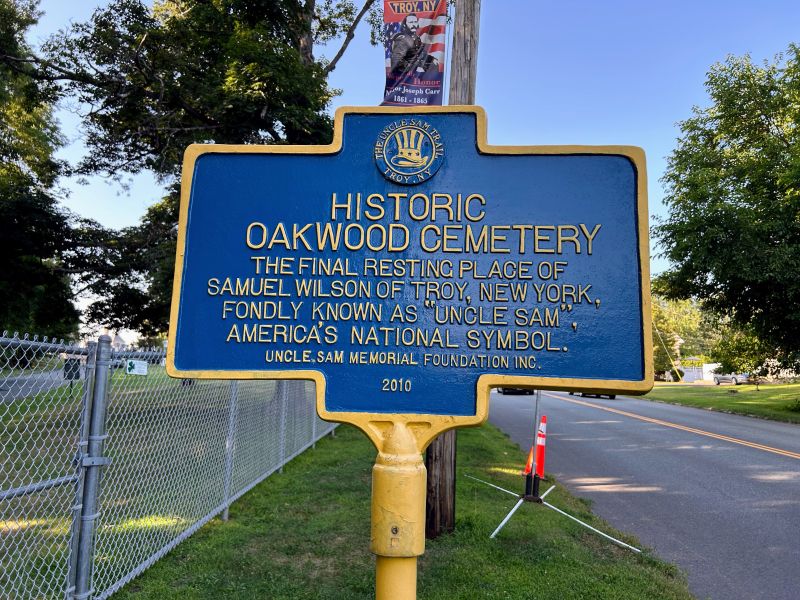 TROY, NY
Honor
Major Joseph Carr
1861 - 1865
THE UNCLE SAM TRAIL
TROY, NY
HISTORIC
OAKWOOD CEMETERY
THE FINAL RESTING PLACE OF
SAMUEL WILSON OF TROY, NEW YORK,
FONDLY KNOWN AS "UNCLE SAM",
AMERICA'S NATIONAL SYMBOL.
UNCLE SAM MEMORIAL FOUNDATION INC.
2010